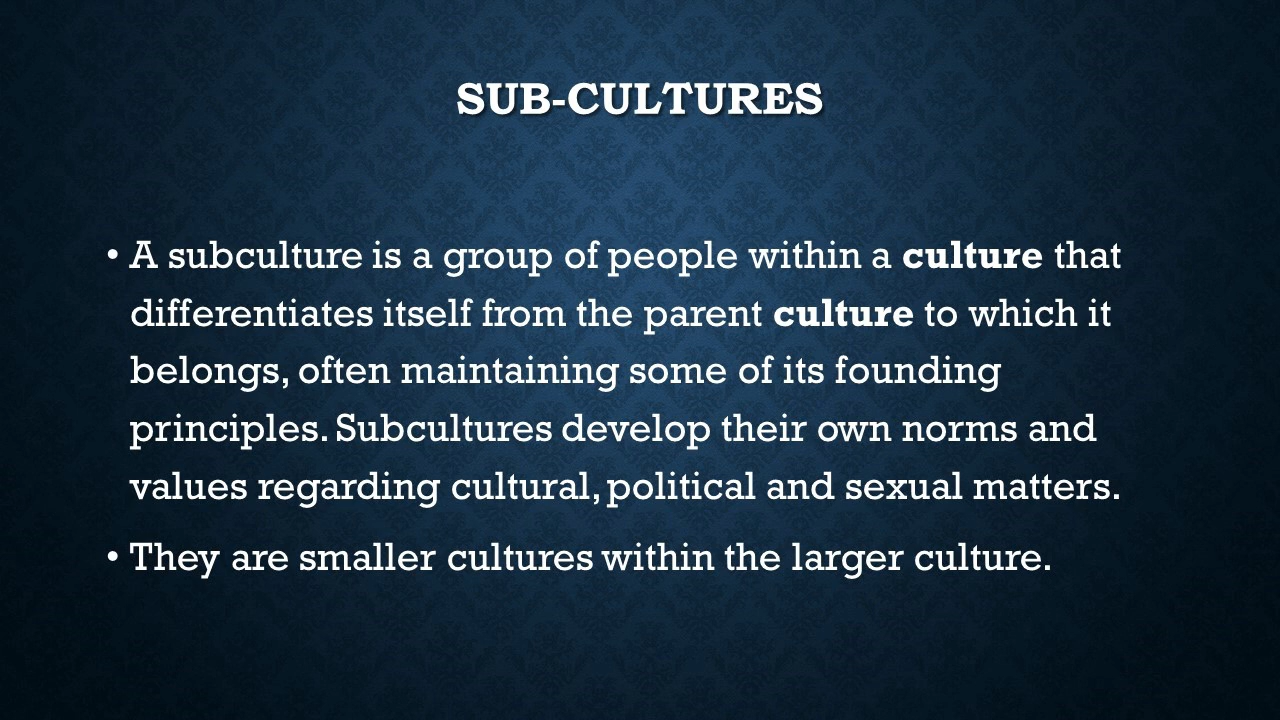 SUB-CULTURES
• A subculture is a group of people within a culture that
differentiates itself from the parent culture to which it
belongs, often maintaining some of its founding
principles. Subcultures develop their own norms and
values regarding cultural, political and sexual matters.
• They are smaller cultures within the larger culture.